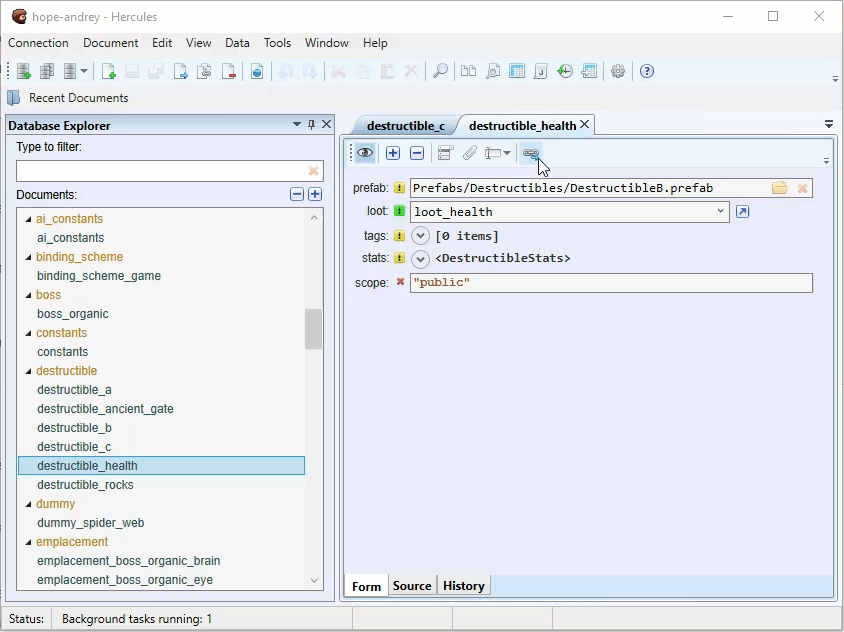 hope-andrey - Hercules
Connection Document Edit View Data Tools Window Help
Recent Documents
Database Explorer
Type to filter:
Documents:
ai_constants
ai_constants
binding_scheme
binding_scheme_game
boss
boss_organic
constants
constants
destructible
destructible_a
destructible_ancient_gate
destructible_b
destructible_c
destructible_health
destructible_rocks
dummy
dummy_spider_web
emplacement
emplacement_boss_organic_brain
emplacement_boss_organic_eye
destructible_c destructible_health
prefab: Prefabs/Destructibles/DestructibleB.prefab
loot: loot_health
tags: [0 items]
stats: <DestructibleStats>
scope: "public"
Form Source History
Status: Background tasks running: 1